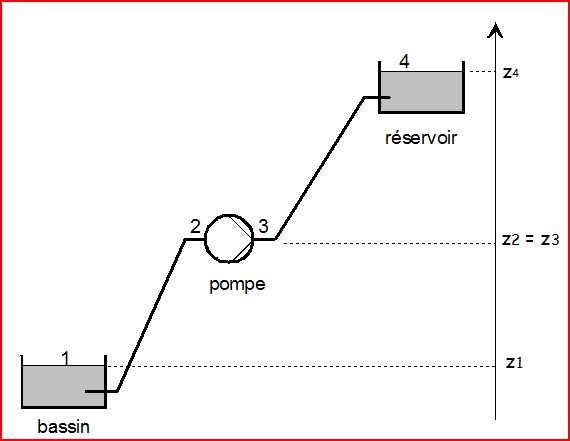 4
z4
réservoir
2
3
z2 = z3
pompe
1
z1
bassin